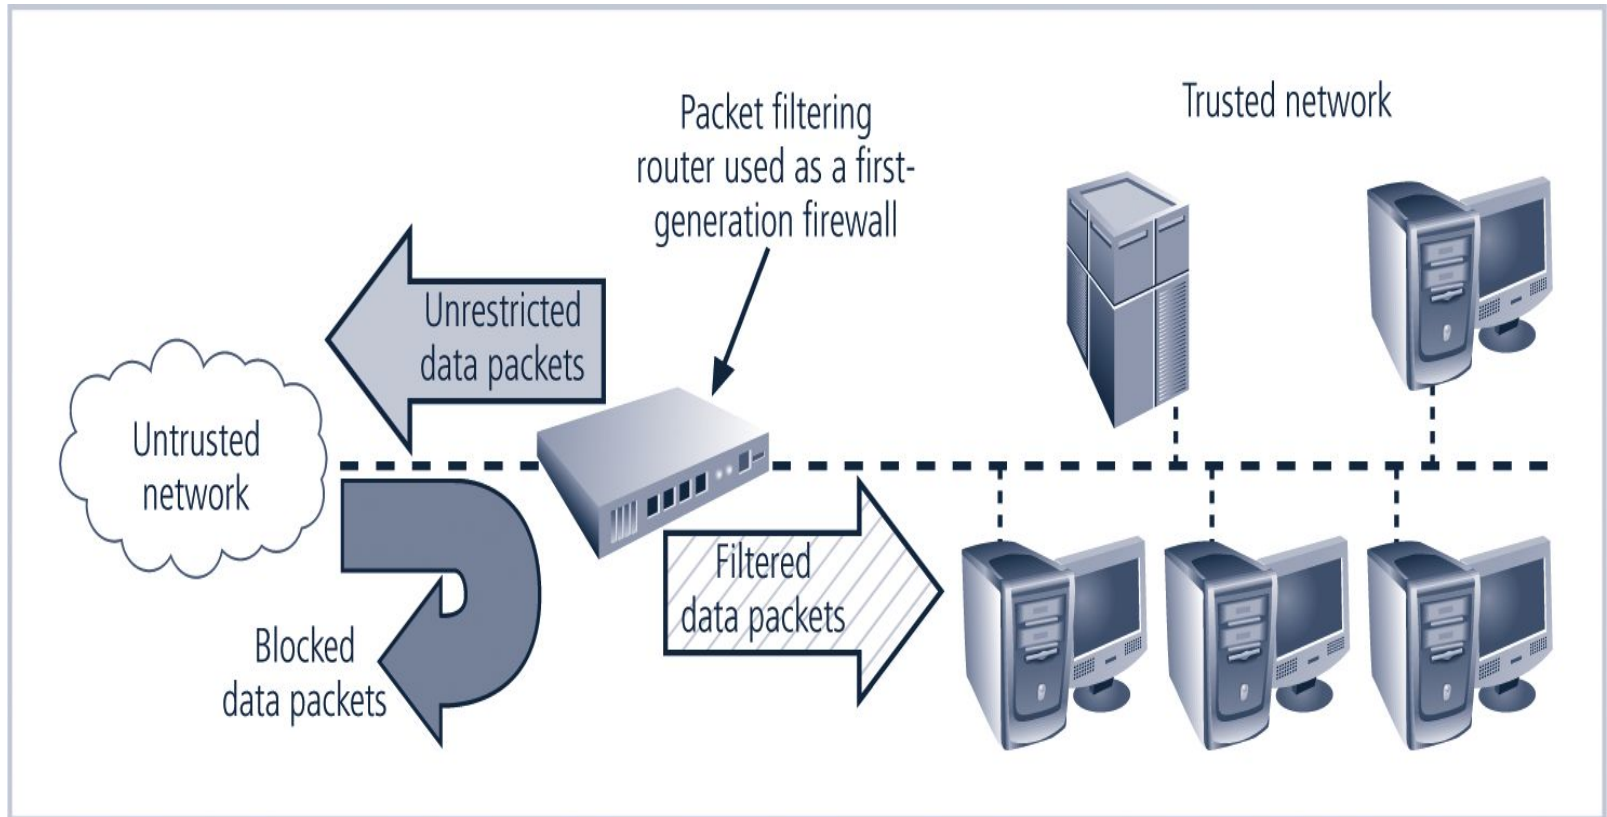 Packet filtering
router used as a first-
generation firewall
Trusted network
Unrestricted
data packets
Untrusted
network
Filtered
data packets
Blocked
data packets